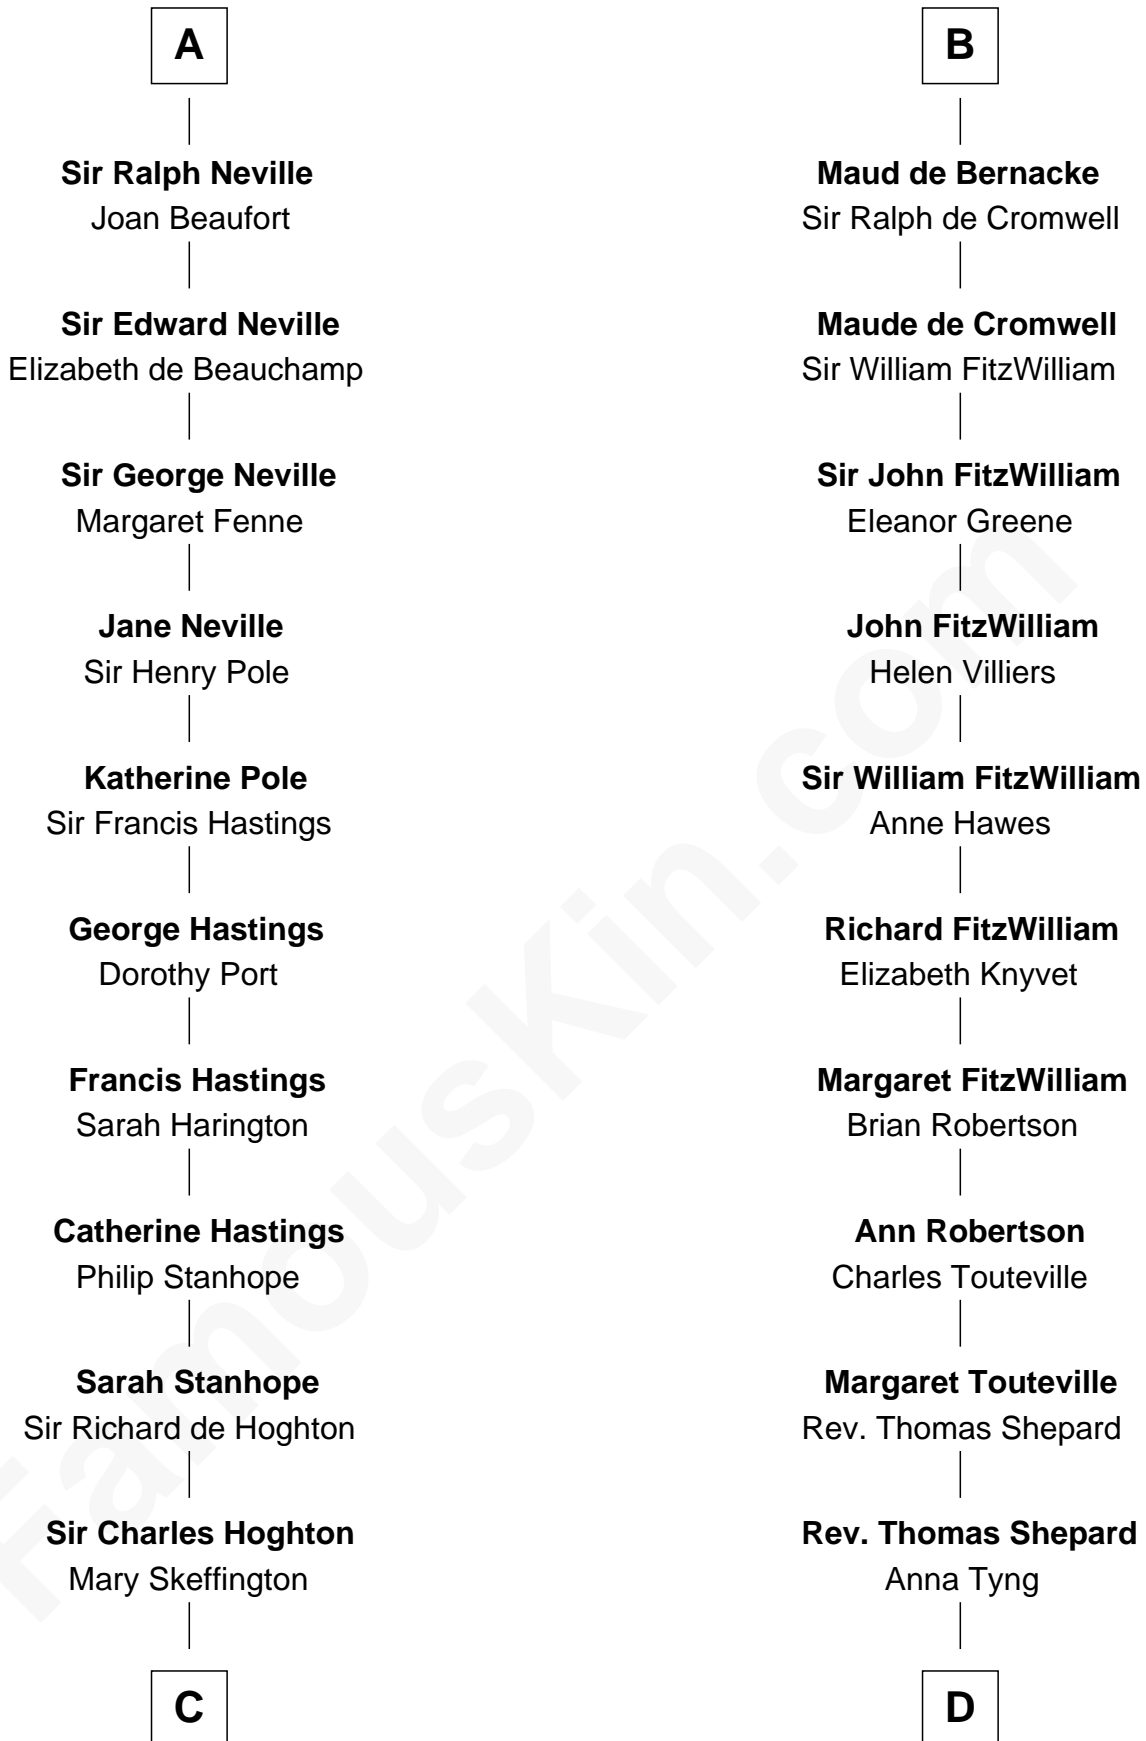 A
Sir Ralph Neville
Joan Beaufort
Sir Edward Neville
Elizabeth de Beauchamp
Sir George Neville
Margaret Fenne
Jane Neville
Sir Henry Pole
Katherine Pole
Sir Francis Hastings
George Hastings
Dorothy Port
Francis Hastings
Sarah Harington
Catherine Hastings
Philip Stanhope
Sarah Stanhope
Sir Richard de Hoghton
Sir Charles Hoghton
Mary Skeffington
C
B
Maud de Bernacke
Sir Ralph de Cromwell
Maude de Cromwell
Sir William FitzWilliam
Sir John FitzWilliam
Eleanor Greene
John FitzWilliam
Helen Villiers
Sir William FitzWilliam
Anne Hawes
Richard FitzWilliam
Elizabeth Knyvet
Margaret FitzWilliam
Brian Robertson
Ann Robertson
Charles Touteville
Margaret Touteville
Rev. Thomas Shepard
Rev. Thomas Shepard
Anna Tyng
D
FamousKin.com